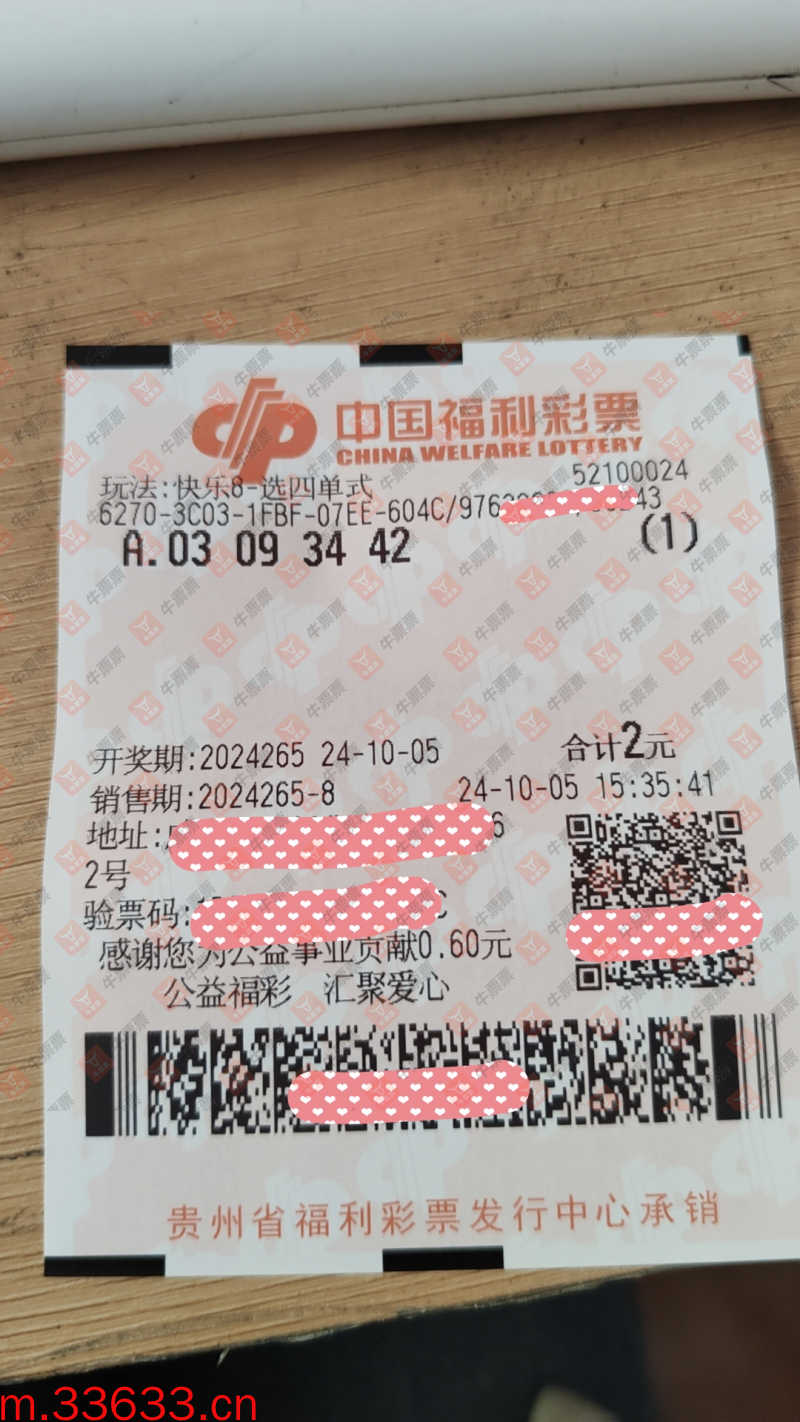 中国福利彩票
CHINA WELFARE LOTTERY
玩法:快乐8-选四单式 52100024
6270-3C03-1FBF-07EE-604C/976 43
A.03 09 34 42 (1)
开奖期:2024265 24-10-05 合计2元
销售期:2024265-8 24-10-05 15:35:41
地址: 6
2号
验票码:
感谢您为公益事业贡献0.60元
公益福彩 汇聚爱心
贵州省福利彩票发行中心承销
牛票票
m.33633.cn